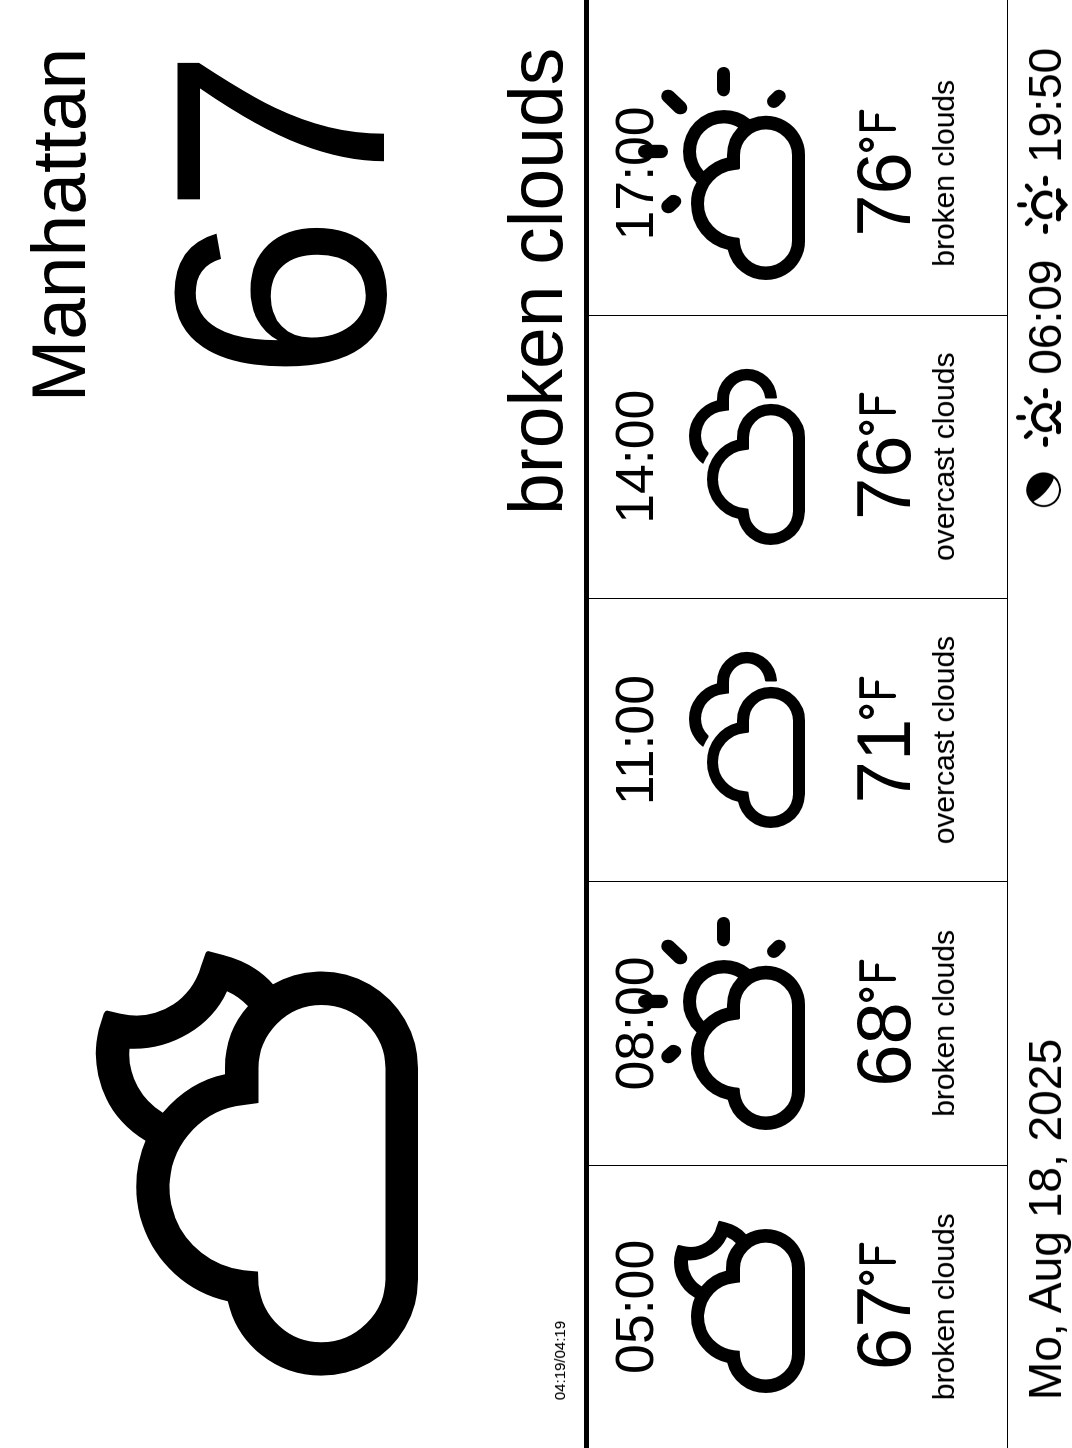 Manhattan
67
broken clouds
04:19/04:19
05:00 08:00 11:00 14:00 17:00
67°F 68°F 71°F 76°F 76°F
broken clouds broken clouds overcast clouds overcast clouds broken clouds
Mo, Aug 18, 2025 06:09 19:50